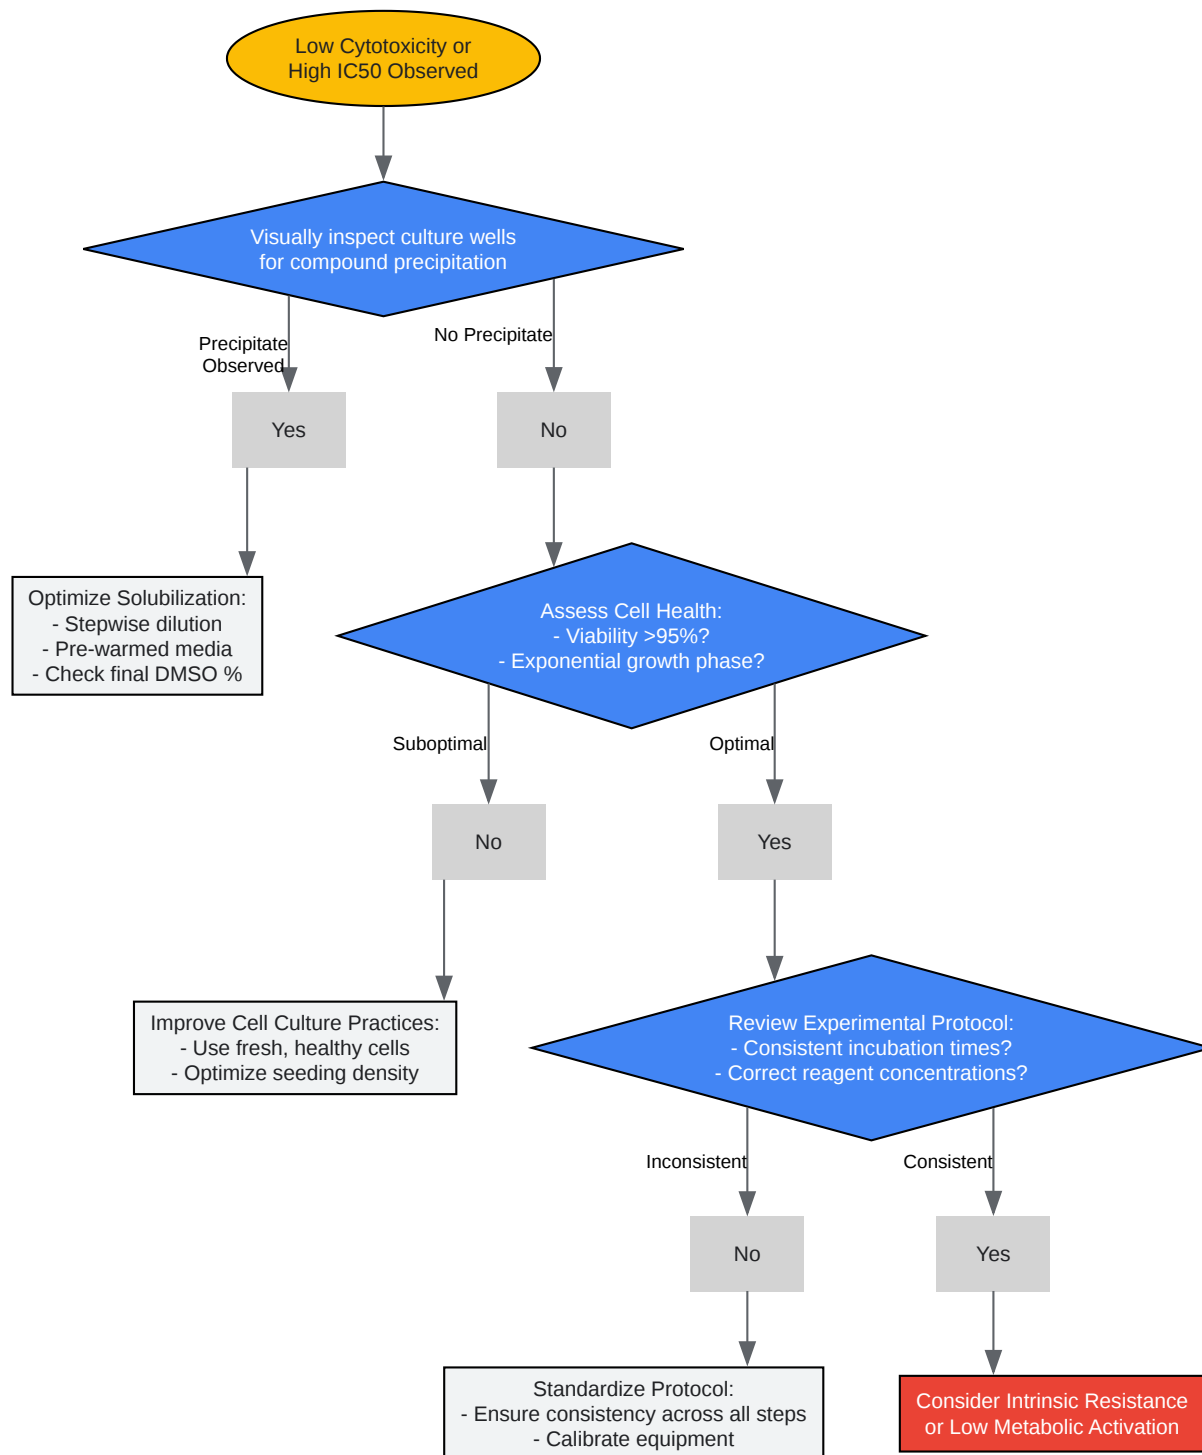 Low Cytotoxicity or
High IC50 Observed
Visually inspect culture wells
for compound precipitation
Precipitate
Observed
No Precipitate
Yes
No
Optimize Solubilization:
- Stepwise dilution
- Pre-warmed media
- Check final DMSO %
Assess Cell Health:
- Viability >95%?
- Exponential growth phase?
Suboptimal
Optimal
No
Yes
Improve Cell Culture Practices:
- Use fresh, healthy cells
- Optimize seeding density
Review Experimental Protocol:
- Consistent incubation times?
- Correct reagent concentrations?
Inconsistent
Consistent
No
Yes
Standardize Protocol:
- Ensure consistency across all steps
- Calibrate equipment
Consider Intrinsic Resistance
or Low Metabolic Activation